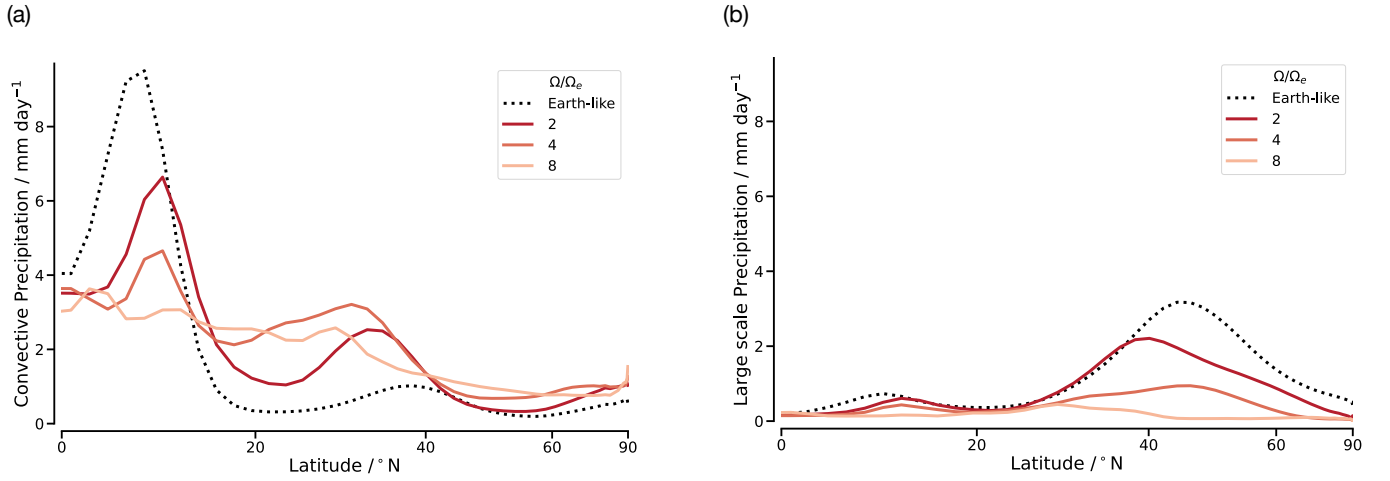 (a)
Convective Precipitation / mm day⁻¹
8
6
4
2
0
0
20
40
60
90
Latitude / °N
Ω/Ωₑ
Earth-like
2
4
8
(b)
Large scale Precipitation / mm day⁻¹
8
6
4
2
0
0
20
40
60
90
Latitude / °N
Ω/Ωₑ
Earth-like
2
4
8